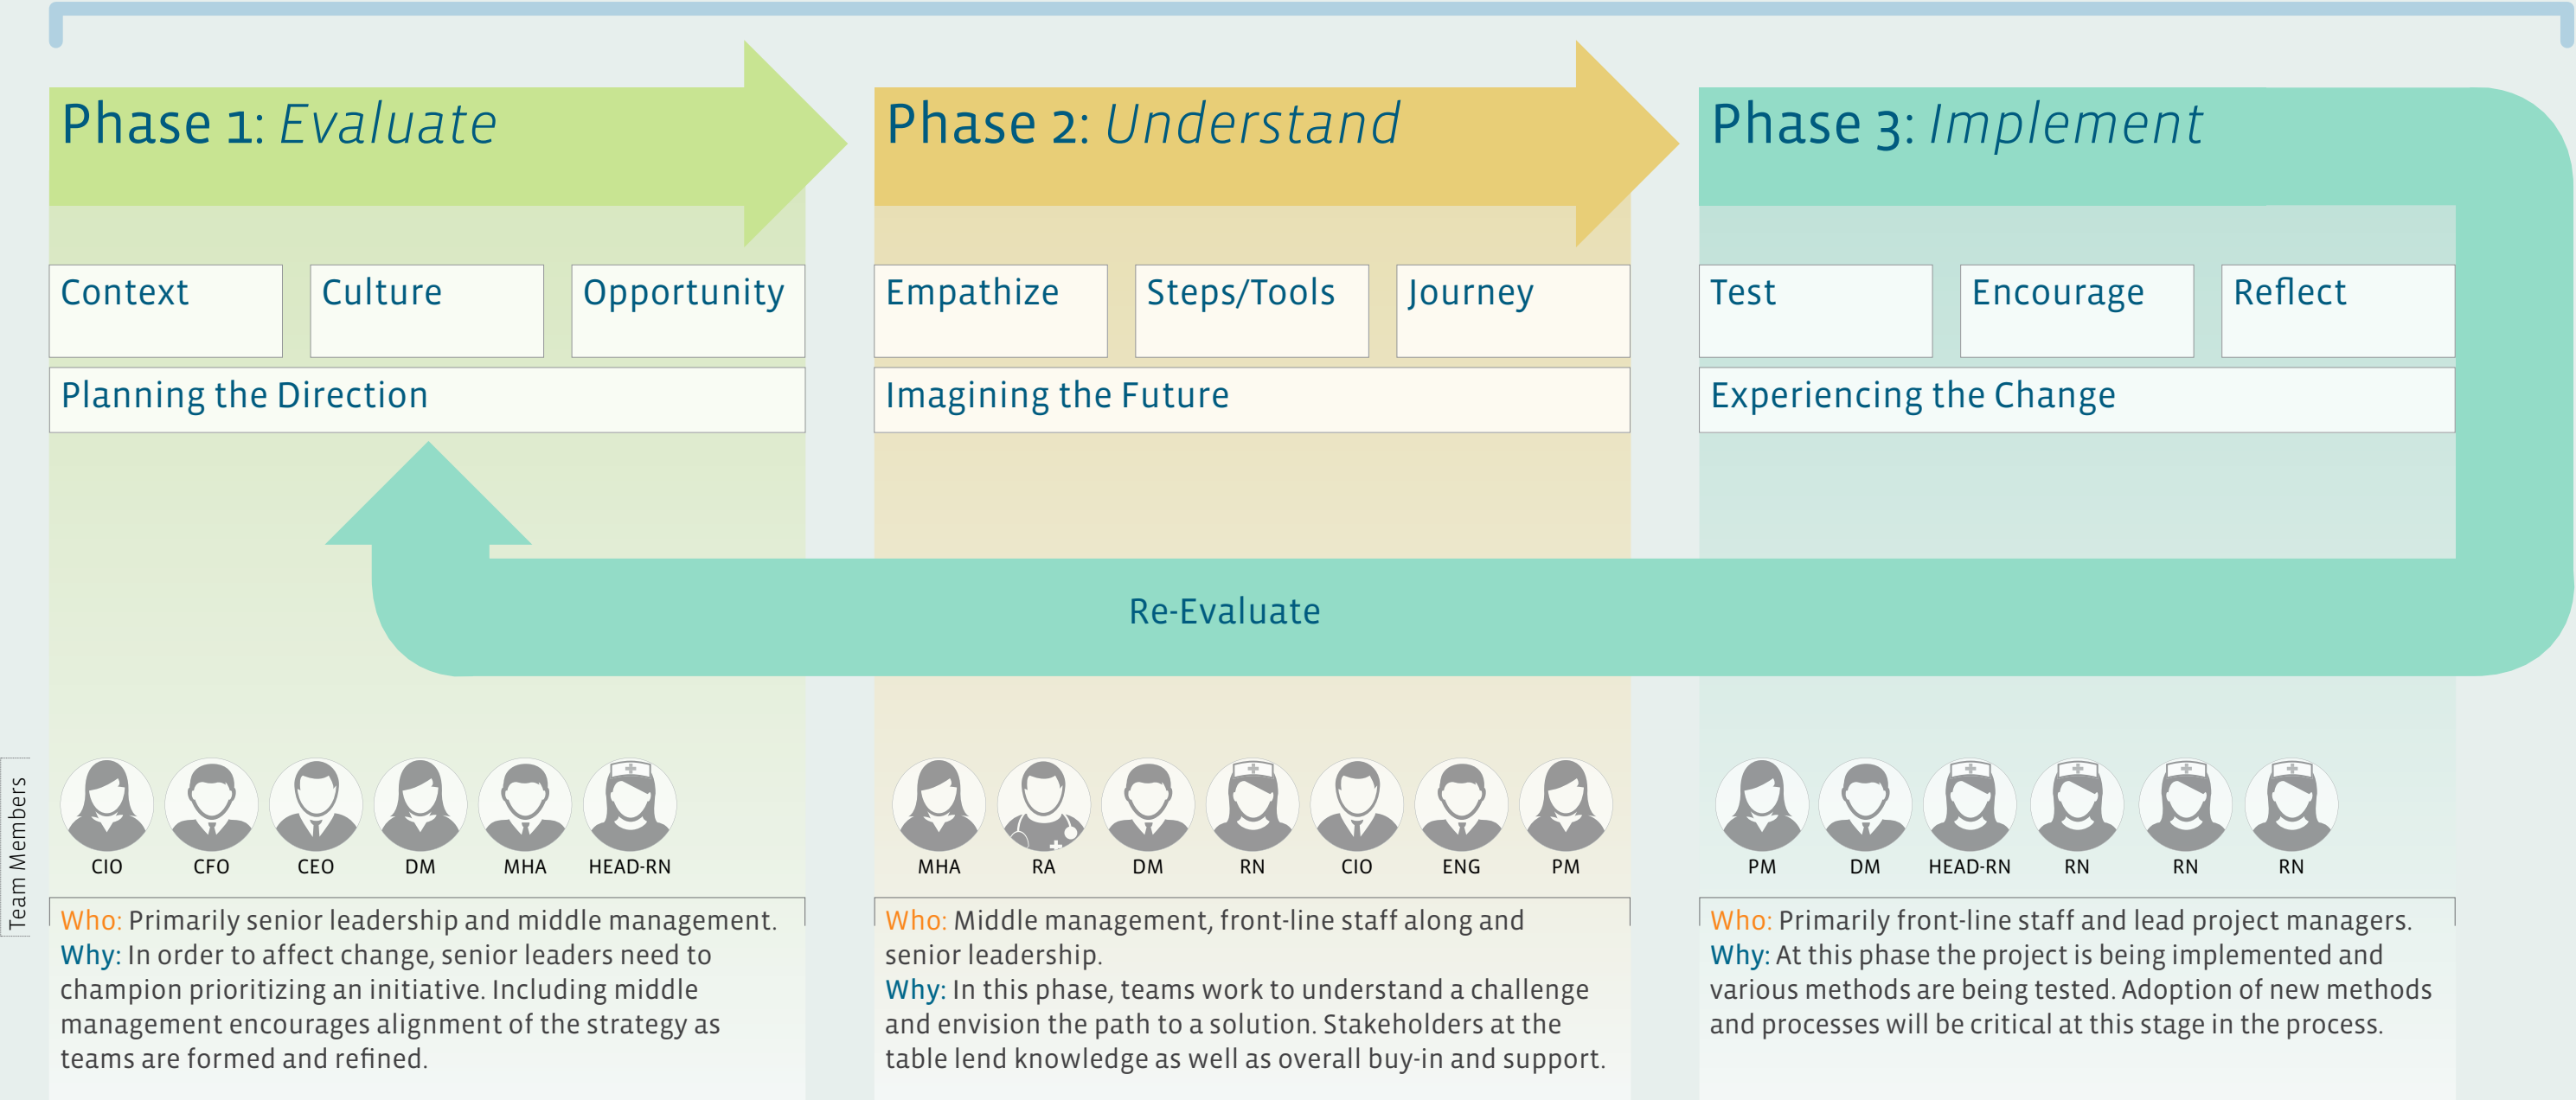 Phase 1: Evaluate
Context
Culture
Opportunity
Planning the Direction
Phase 2: Understand
Empathize
Steps/Tools
Journey
Imagining the Future
Phase 3: Implement
Test
Encourage
Reflect
Experiencing the Change
Re-Evaluate
Team Members
CIO
CFO
CEO
DM
MHA
HEAD-RN
Who: Primarily senior leadership and middle management.
Why: In order to affect change, senior leaders need to
champion prioritizing an initiative. Including middle
management encourages alignment of the strategy as
teams are formed and refined.
MHA
RA
DM
RN
CIO
ENG
PM
Who: Middle management, front-line staff along and
senior leadership.
Why: In this phase, teams work to understand a challenge
and envision the path to a solution. Stakeholders at the
table lend knowledge as well as overall buy-in and support.
PM
DM
HEAD-RN
RN
RN
RN
Who: Primarily front-line staff and lead project managers.
Why: At this phase the project is being implemented and
various methods are being tested. Adoption of new methods
and processes will be critical at this stage in the process.